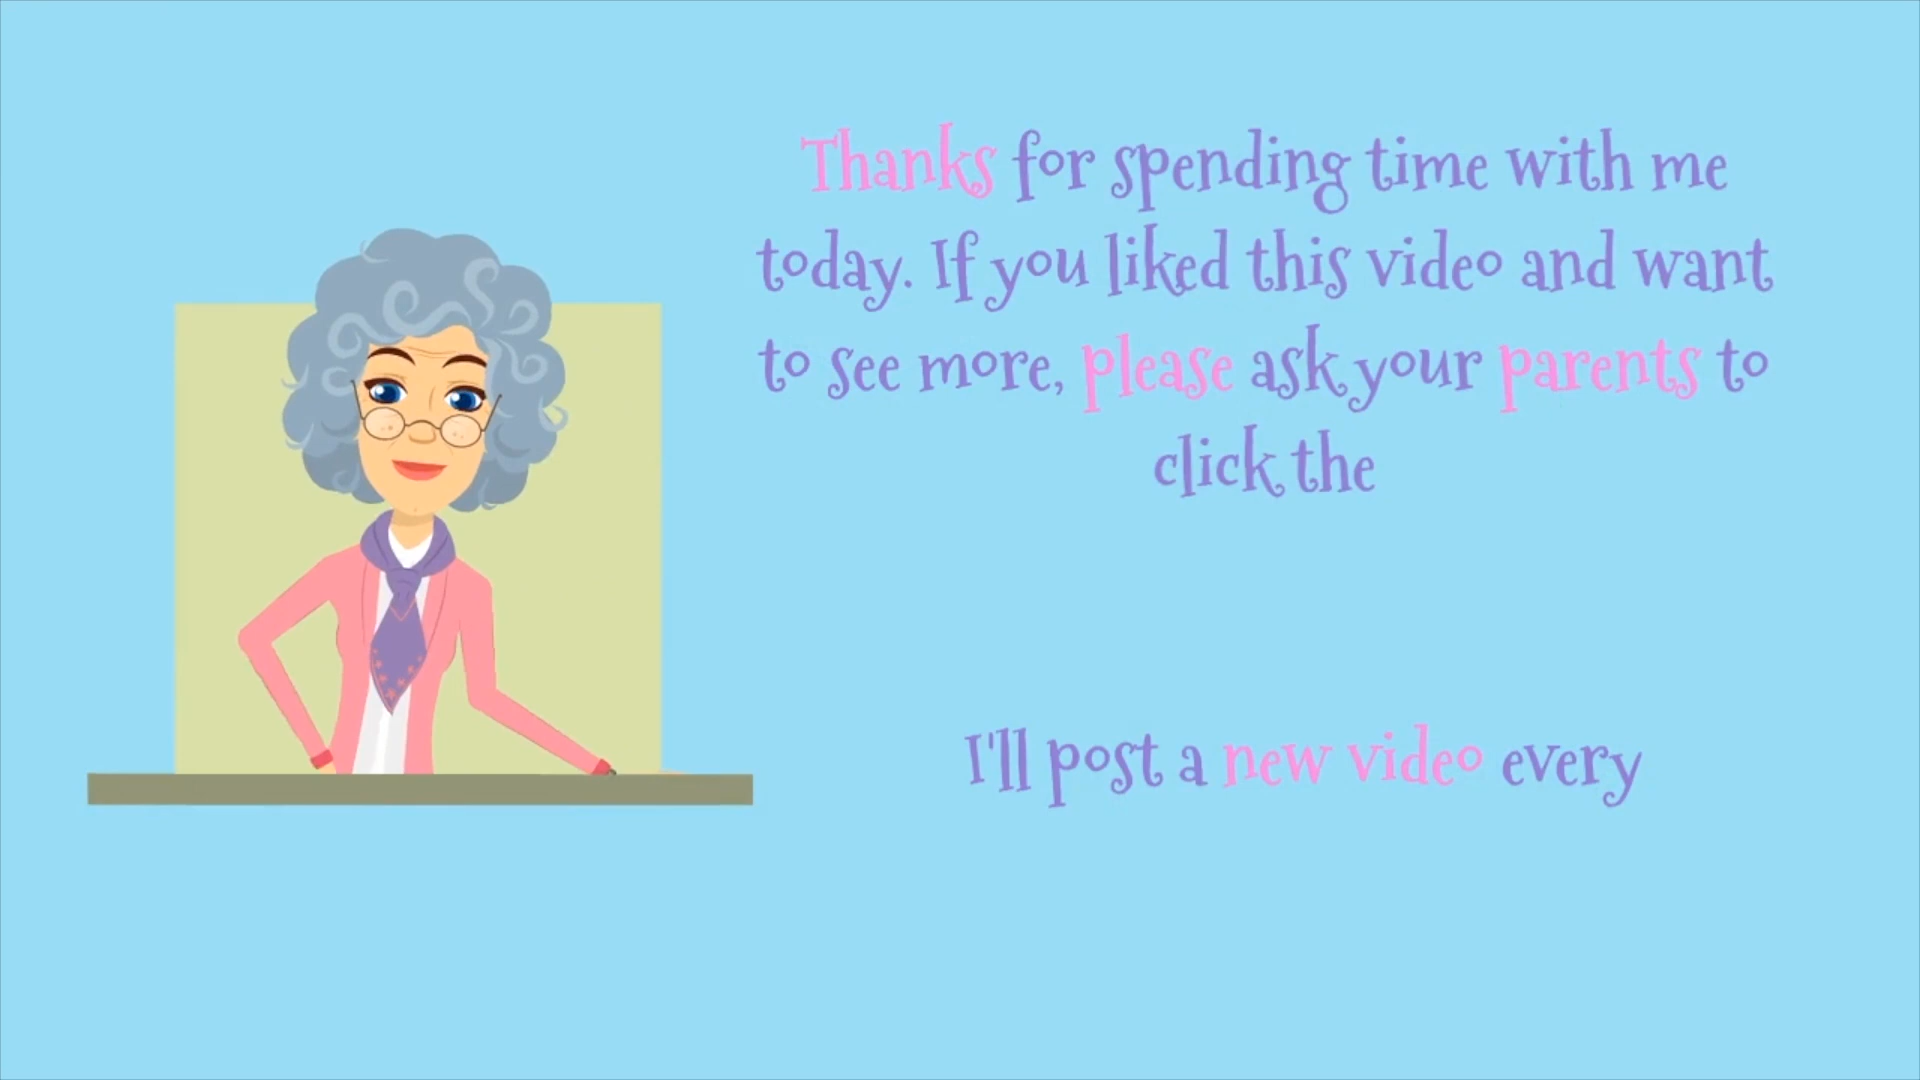 Thanks for spending time with me
today. If you liked this video and want
to see more, please ask your parents to
click the
I'll post a new video every